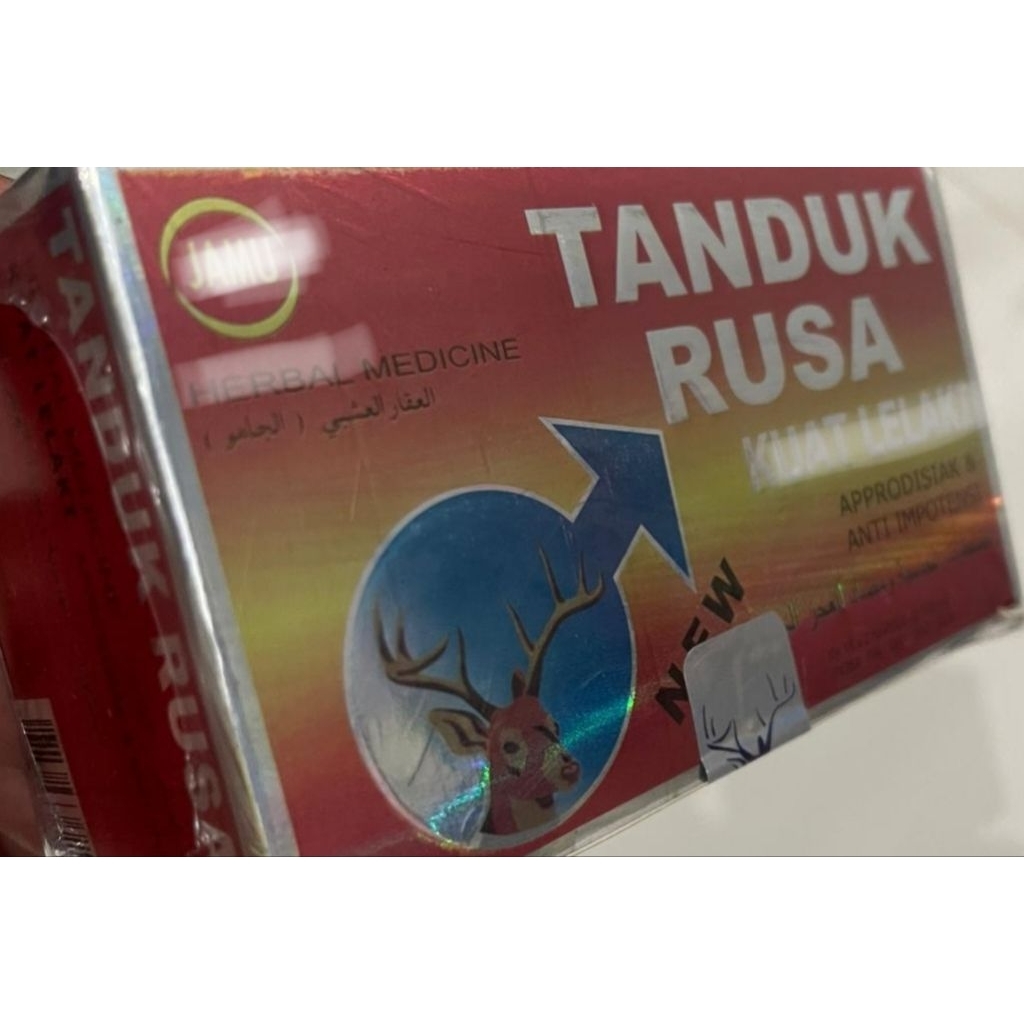 JAMU
TANDUK
RUSA
KUAT LELAKI
HERBAL MEDICINE
العقار العشبي ( الجامو )
APPRODISIAK &
ANTI IMPOTENSI
NEW
TANDUK RUSA